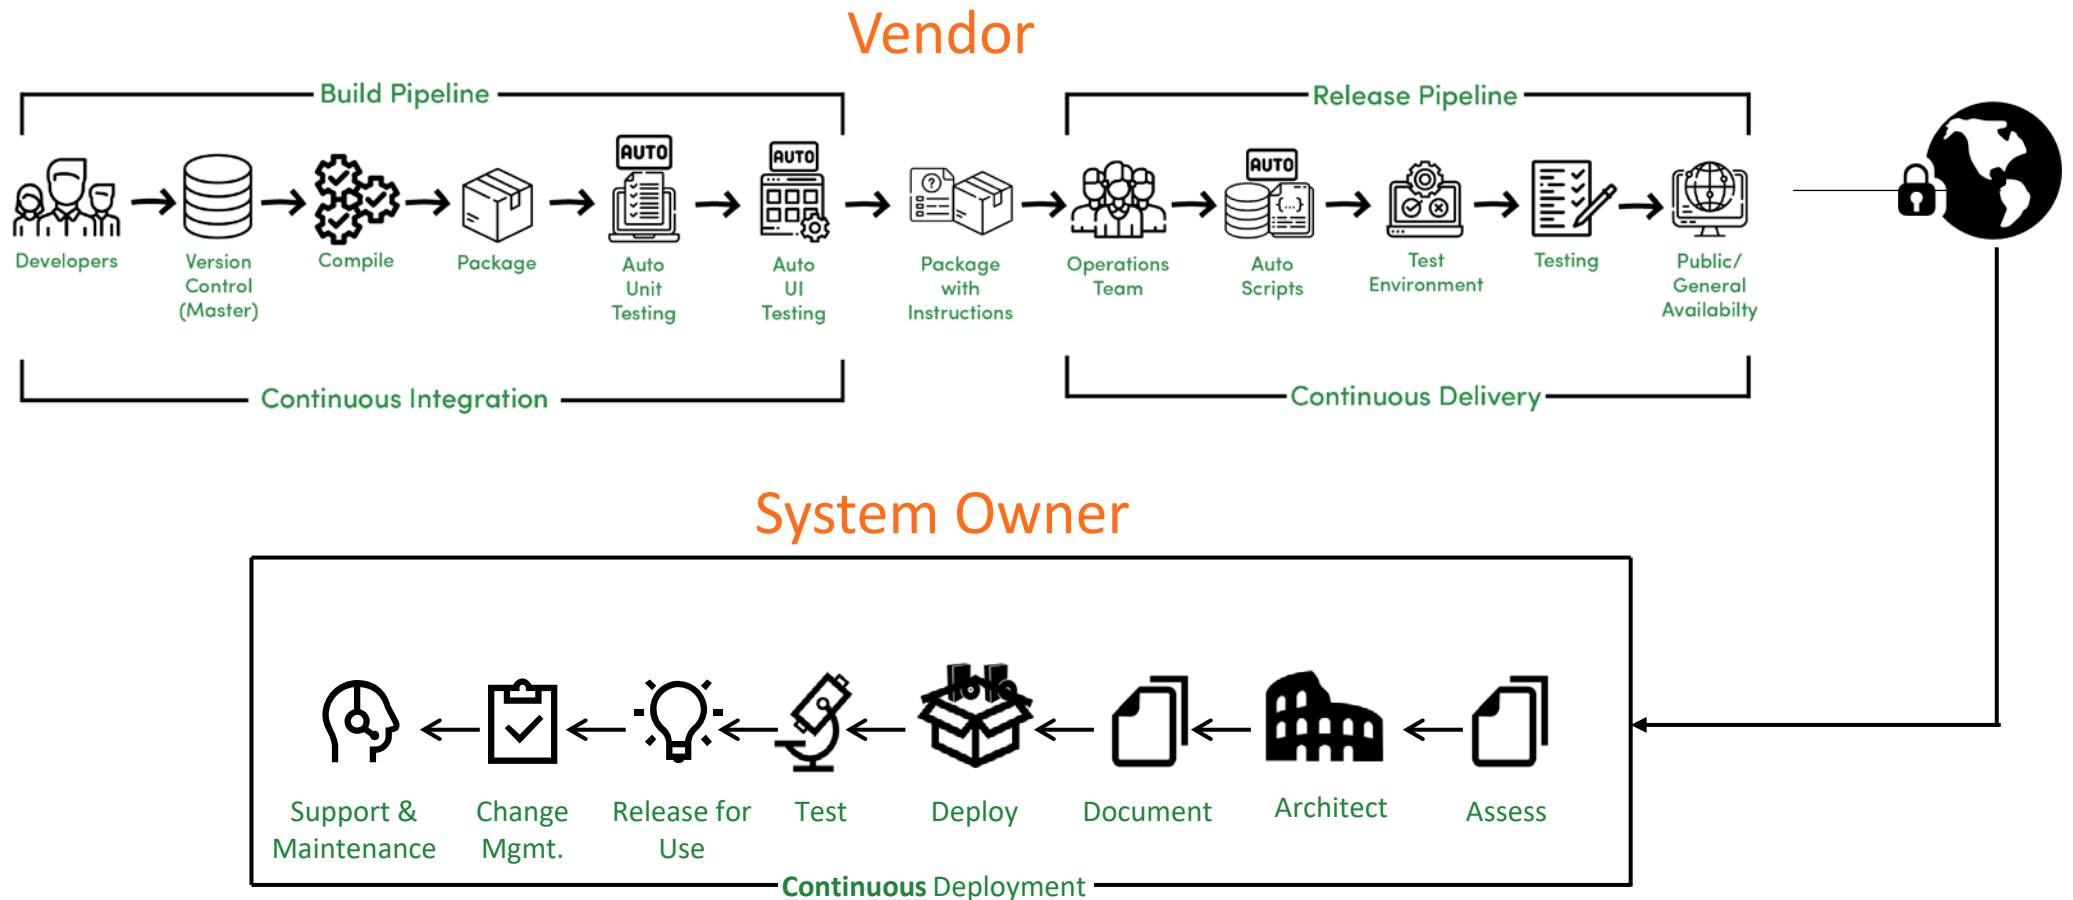 Vendor
Build Pipeline
Release Pipeline
AUTO
AUTO
AUTO
?
{...}
Developers
Version
Control
(Master)
Compile
Package
Auto
Unit
Testing
Auto
UI
Testing
Package
with
Instructions
Operations
Team
Auto
Scripts
Test
Environment
Testing
Public/
General
Availabilty
Continuous Integration
Continuous Delivery
System Owner
Support &
Maintenance
Change
Mgmt.
Release for
Use
Test
Deploy
Document
Architect
Assess
Continuous Deployment